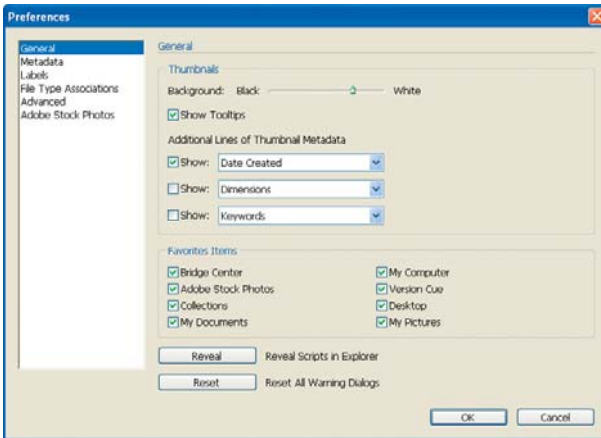 Preferences
General
Metadata
Labels
File Type Associations
Advanced
Adobe Stock Photos
General
Thumbnails
Background: Black White
Show Tooltips
Additional Lines of Thumbnail Metadata
Show: Date Created
Show: Dimensions
Show: Keywords
Favorites Items
Bridge Center My Computer
Adobe Stock Photos Version Cue
Collections Desktop
My Documents My Pictures
Reveal Reveal Scripts in Explorer
Reset Reset All Warning Dialogs
OK Cancel